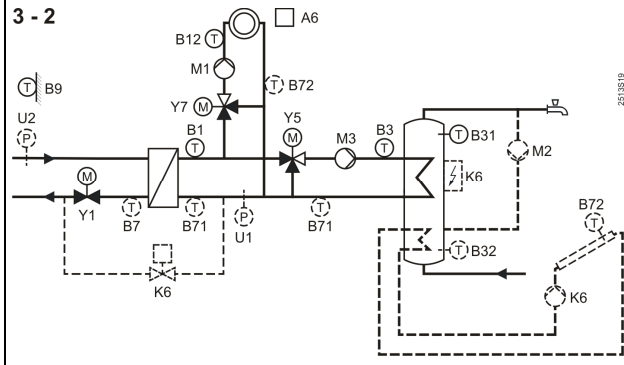 3 - 2
A6
B12 T
M1
T B72
T B9
U2
P
Y7 M
B1
T
Y5
M
M3
B3
T
T B31
M2
K6
M
Y1
T
B7
T
B71
P
U1
T
B71
T B32
K6
B72
T
K6
2513S19